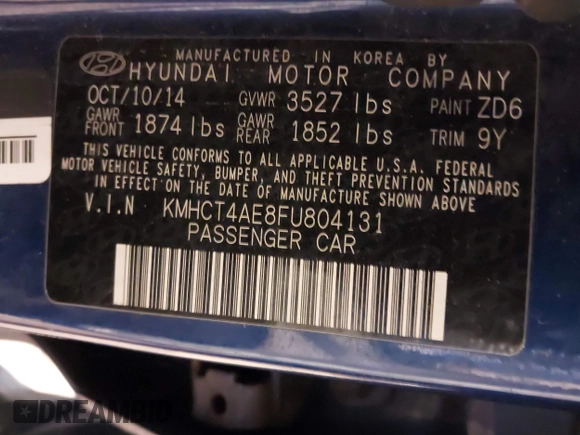 MANUFACTURED IN KOREA BY
HYUNDAI MOTOR COMPANY
OCT/10/14 GVWR 3527 lbs PAINT ZD6
GAWR FRONT 1874 lbs GAWR REAR 1852 lbs TRIM 9Y
THIS VEHICLE CONFORMS TO ALL APPLICABLE U.S.A. FEDERAL
MOTOR VEHICLE SAFETY, BUMPER, AND THEFT PREVENTION STANDARDS
IN EFFECT ON THE DATE OF MANUFACTURE SHOWN ABOVE
V.I.N KMHCT4AE8FU804131
PASSENGER CAR
DREAMBID